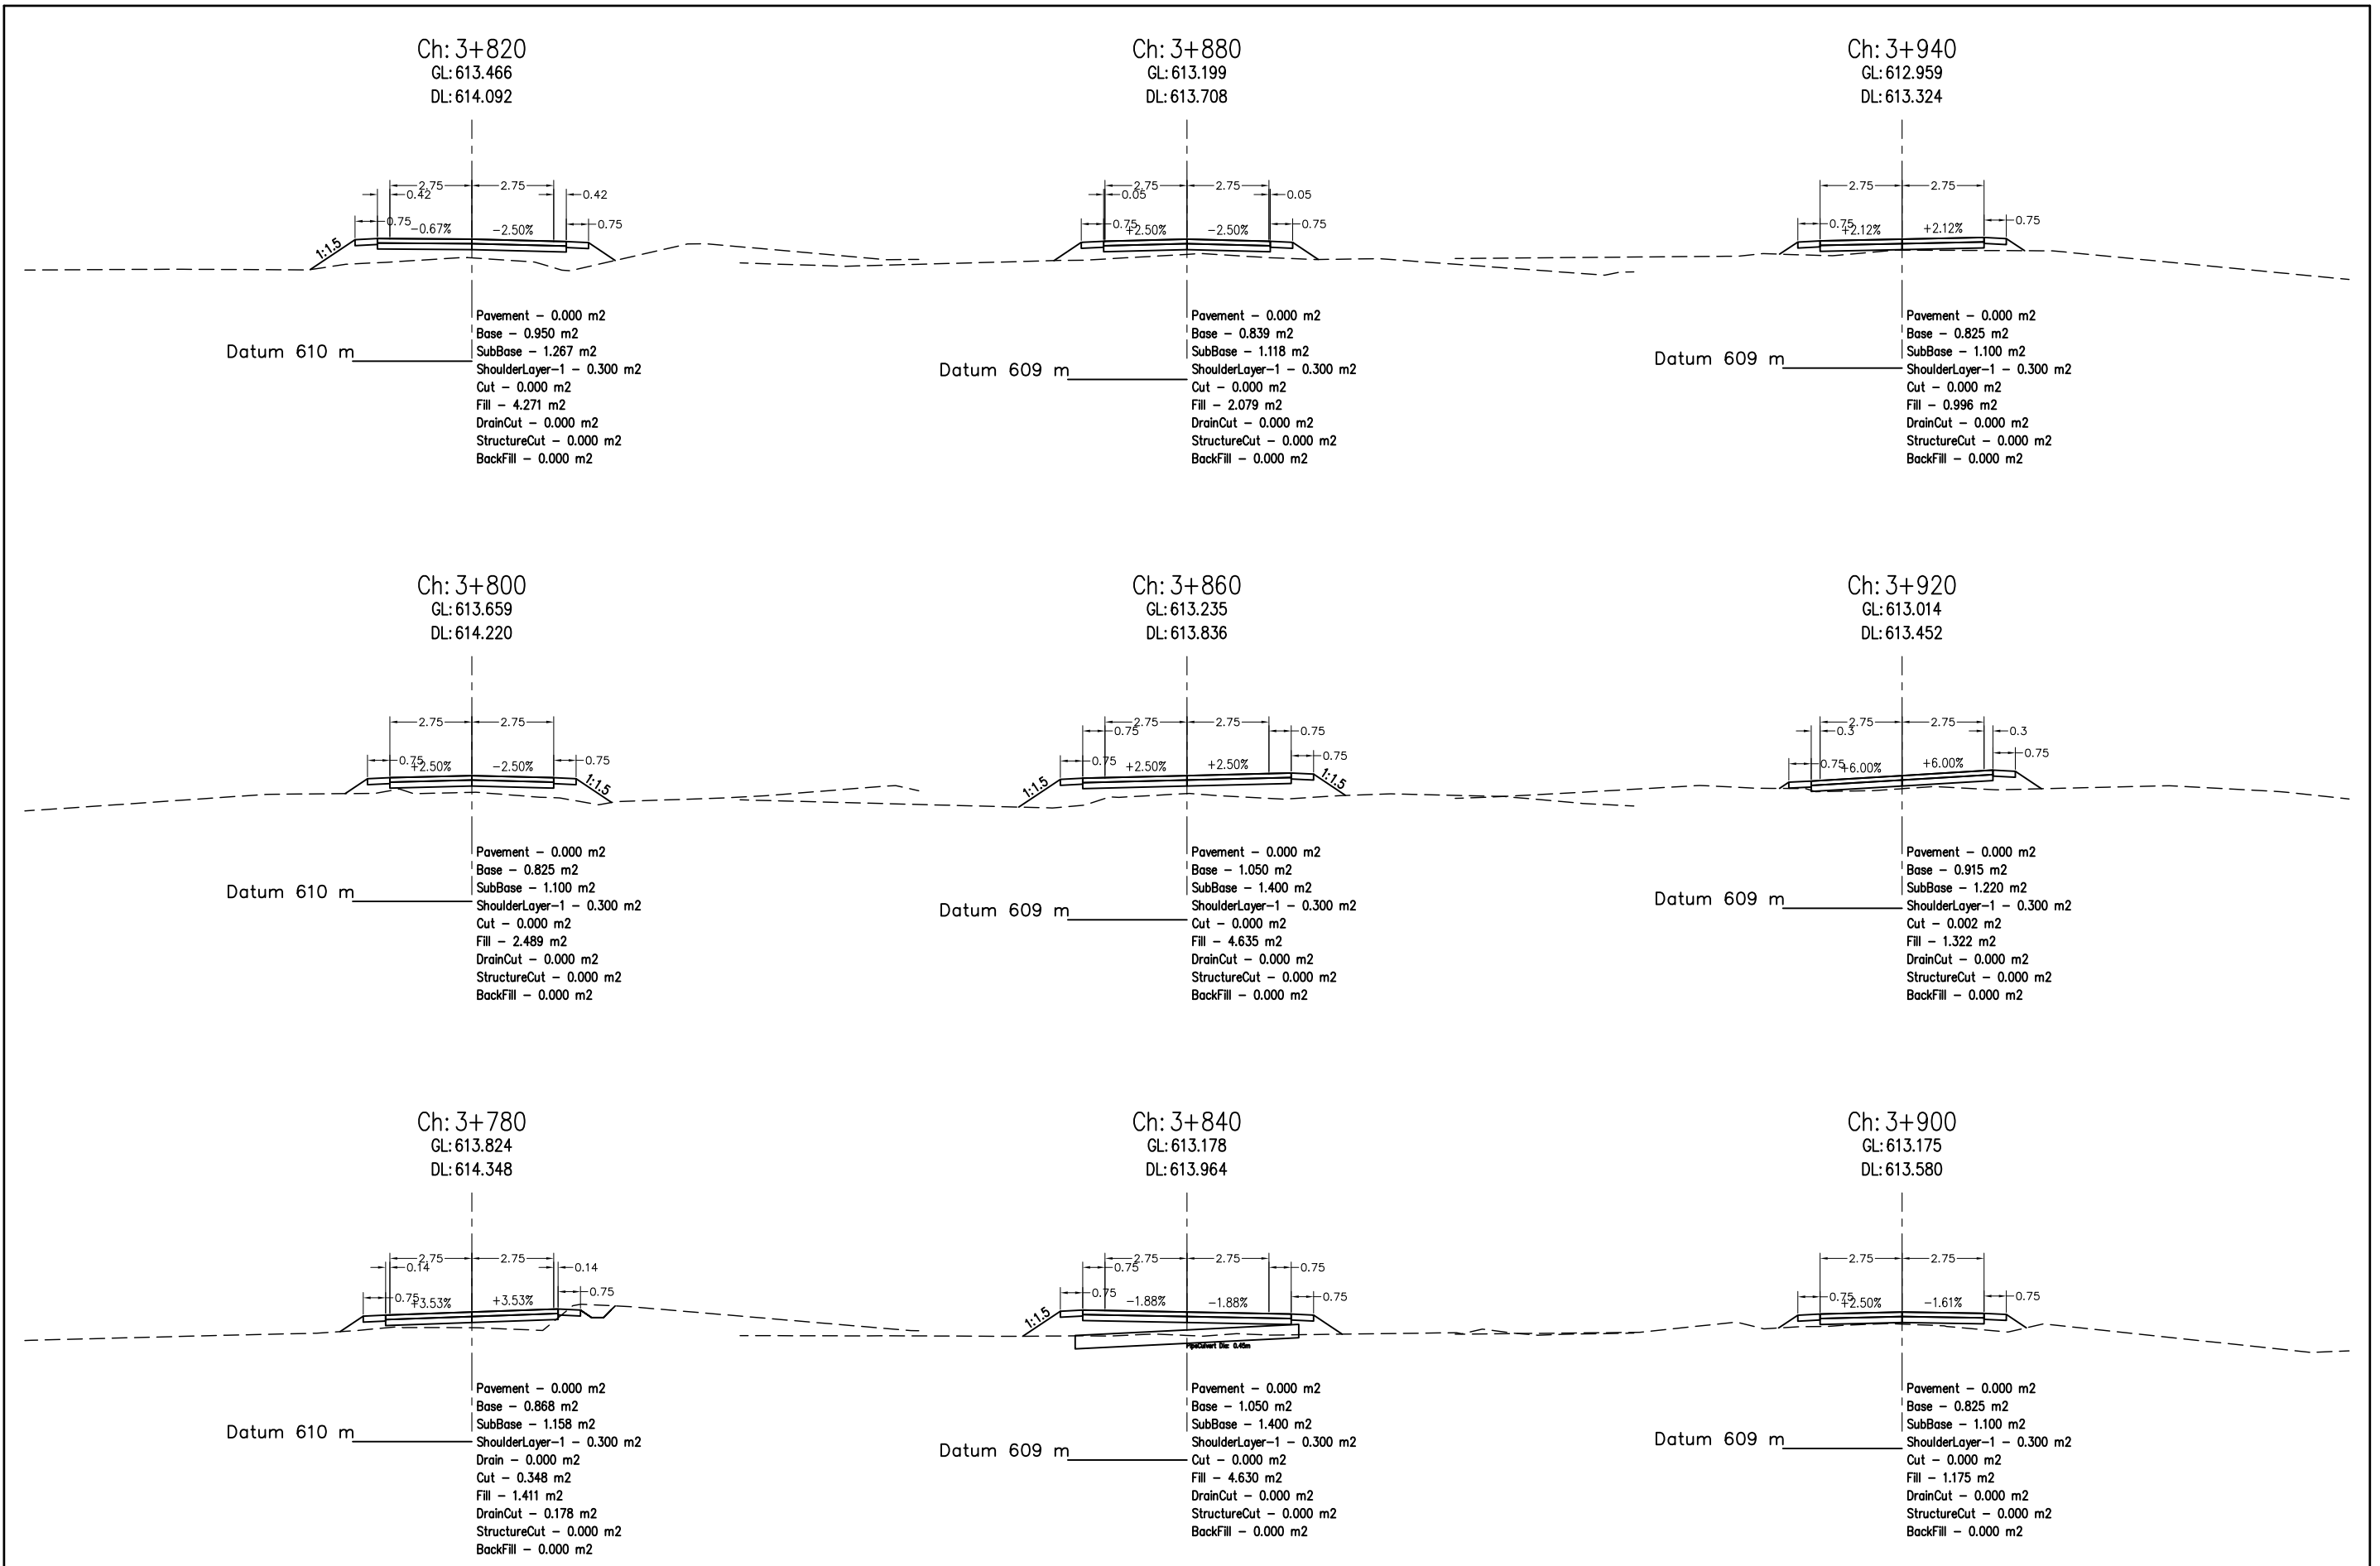 Ch: 3+820
GL: 613.466
DL: 614.092
2.75
2.75
0.42
0.42
0.75
0.75
-0.67%
-2.50%
1:1.5
Datum 610 m
Pavement - 0.000 m2
Base - 0.950 m2
SubBase - 1.267 m2
ShoulderLayer-1 - 0.300 m2
Cut - 0.000 m2
Fill - 4.271 m2
DrainCut - 0.000 m2
StructureCut - 0.000 m2
BackFill - 0.000 m2
Ch: 3+880
GL: 613.199
DL: 613.708
2.75
2.75
0.05
0.05
0.75
0.75
+2.50%
-2.50%
Datum 609 m
Pavement - 0.000 m2
Base - 0.839 m2
SubBase - 1.118 m2
ShoulderLayer-1 - 0.300 m2
Cut - 0.000 m2
Fill - 2.079 m2
DrainCut - 0.000 m2
StructureCut - 0.000 m2
BackFill - 0.000 m2
Ch: 3+940
GL: 612.959
DL: 613.324
2.75
2.75
0.75
0.75
+2.12%
+2.12%
Datum 609 m
Pavement - 0.000 m2
Base - 0.825 m2
SubBase - 1.100 m2
ShoulderLayer-1 - 0.300 m2
Cut - 0.000 m2
Fill - 0.996 m2
DrainCut - 0.000 m2
StructureCut - 0.000 m2
BackFill - 0.000 m2
Ch: 3+800
GL: 613.659
DL: 614.220
2.75
2.75
0.75
0.75
+2.50%
-2.50%
1:1.5
Datum 610 m
Pavement - 0.000 m2
Base - 0.825 m2
SubBase - 1.100 m2
ShoulderLayer-1 - 0.300 m2
Cut - 0.000 m2
Fill - 2.489 m2
DrainCut - 0.000 m2
StructureCut - 0.000 m2
BackFill - 0.000 m2
Ch: 3+860
GL: 613.235
DL: 613.836
2.75
2.75
0.75
0.75
0.75
0.75
+2.50%
+2.50%
1:1.5
1:1.5
Datum 609 m
Pavement - 0.000 m2
Base - 1.050 m2
SubBase - 1.400 m2
ShoulderLayer-1 - 0.300 m2
Cut - 0.000 m2
Fill - 4.635 m2
DrainCut - 0.000 m2
StructureCut - 0.000 m2
BackFill - 0.000 m2
Ch: 3+920
GL: 613.014
DL: 613.452
2.75
2.75
0.3
0.3
0.75
0.75
+6.00%
+6.00%
Datum 609 m
Pavement - 0.000 m2
Base - 0.915 m2
SubBase - 1.220 m2
ShoulderLayer-1 - 0.300 m2
Cut - 0.002 m2
Fill - 1.322 m2
DrainCut - 0.000 m2
StructureCut - 0.000 m2
BackFill - 0.000 m2
Ch: 3+780
GL: 613.824
DL: 614.348
2.75
2.75
0.14
0.14
0.75
0.75
+3.53%
+3.53%
Datum 610 m
Pavement - 0.000 m2
Base - 0.868 m2
SubBase - 1.158 m2
ShoulderLayer-1 - 0.300 m2
Drain - 0.000 m2
Cut - 0.348 m2
Fill - 1.411 m2
DrainCut - 0.178 m2
StructureCut - 0.000 m2
BackFill - 0.000 m2
Ch: 3+840
GL: 613.178
DL: 613.964
2.75
2.75
0.75
0.75
0.75
0.75
-1.88%
-1.88%
1:1.5
PipeCulvert Dia: 0.45m
Datum 609 m
Pavement - 0.000 m2
Base - 1.050 m2
SubBase - 1.400 m2
ShoulderLayer-1 - 0.300 m2
Cut - 0.000 m2
Fill - 4.630 m2
DrainCut - 0.000 m2
StructureCut - 0.000 m2
BackFill - 0.000 m2
Ch: 3+900
GL: 613.175
DL: 613.580
2.75
2.75
0.75
0.75
+2.50%
-1.61%
Datum 609 m
Pavement - 0.000 m2
Base - 0.825 m2
SubBase - 1.100 m2
ShoulderLayer-1 - 0.300 m2
Cut - 0.000 m2
Fill - 1.175 m2
DrainCut - 0.000 m2
StructureCut - 0.000 m2
BackFill - 0.000 m2